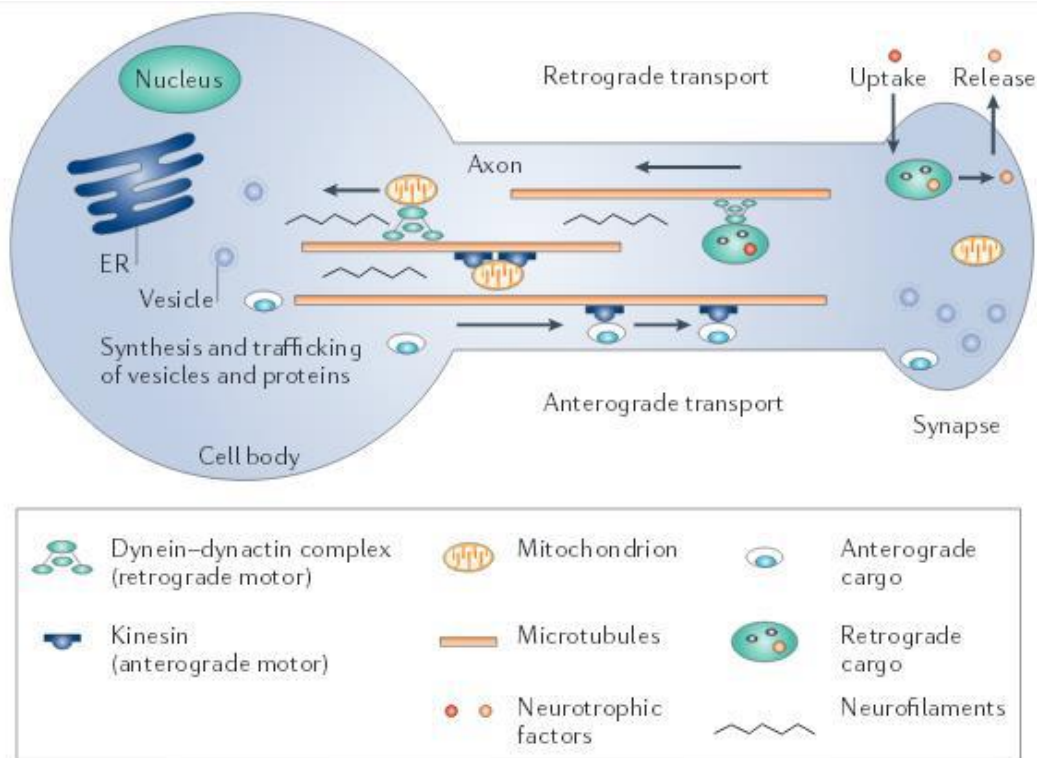 Nucleus
Retrograde transport
Uptake
Release
Axon
ER
Vesicle
Synthesis and trafficking
of vesicles and proteins
Anterograde transport
Synapse
Cell body
Dynein–dynactin complex
(retrograde motor)
Mitochondrion
Anterograde
cargo
Kinesin
(anterograde motor)
Microtubules
Retrograde
cargo
Neurotrophic
factors
Neurofilaments